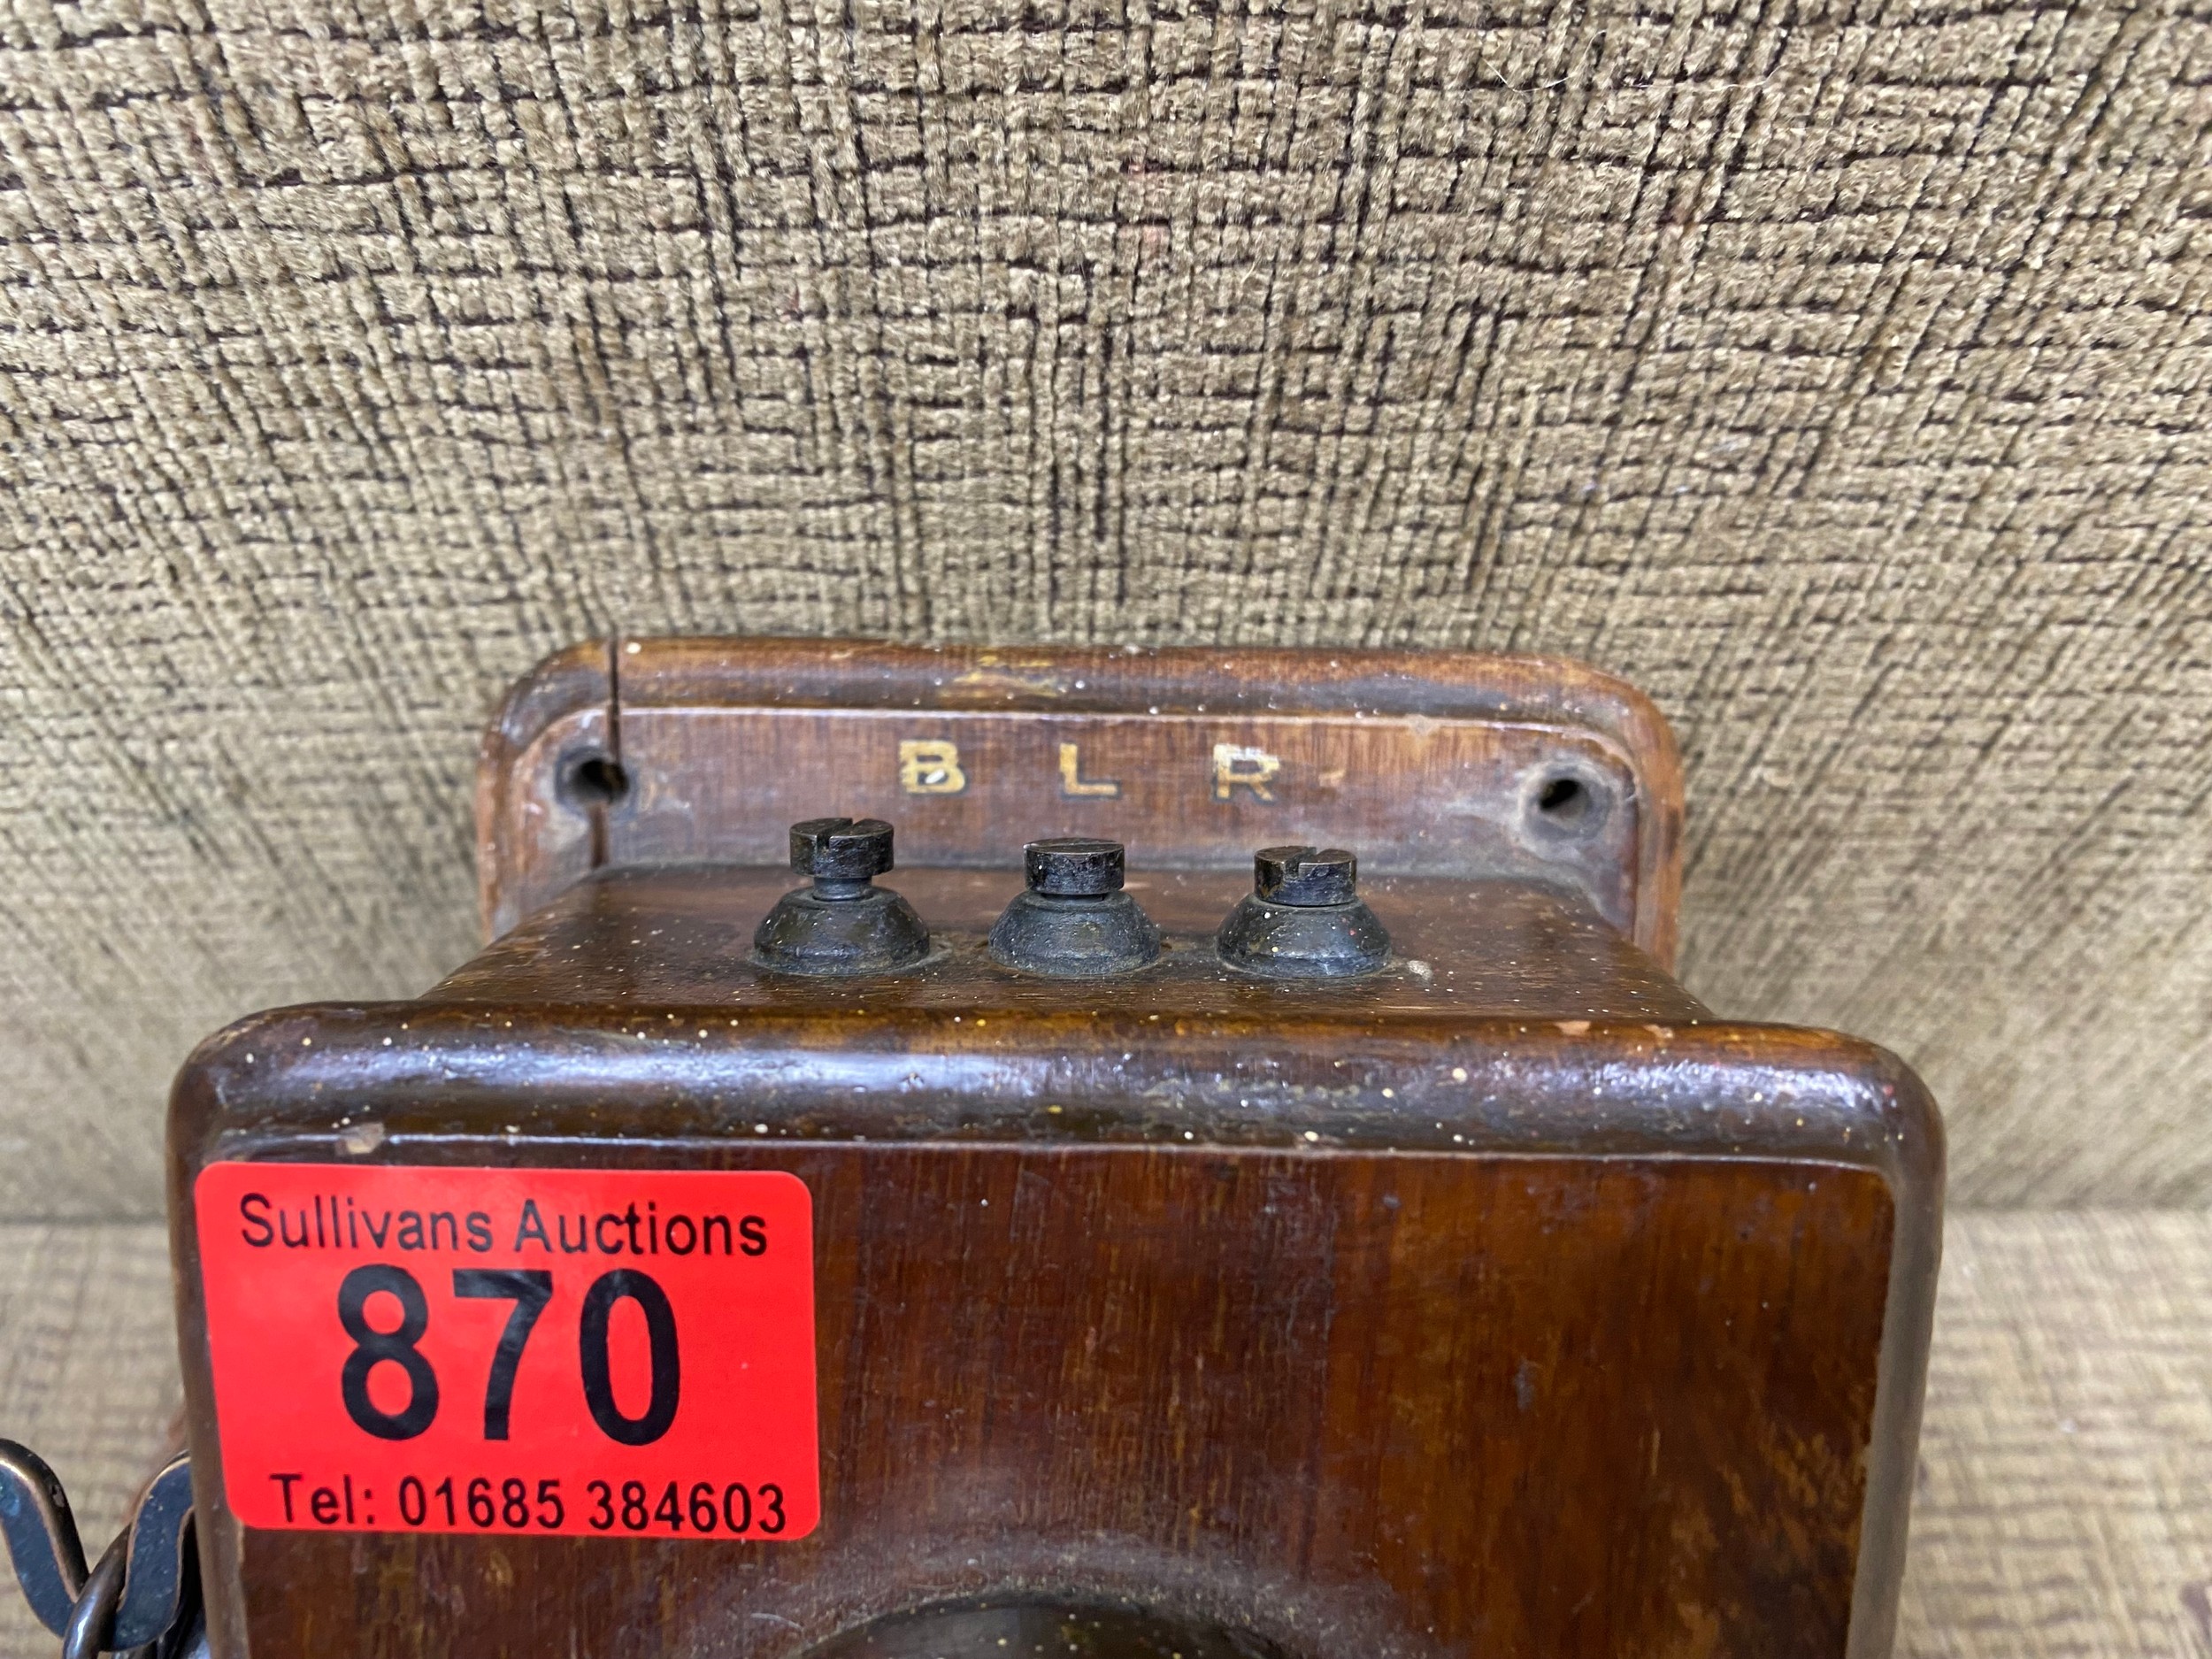 B L R
Sullivans Auctions
870
Tel: 01685 384603